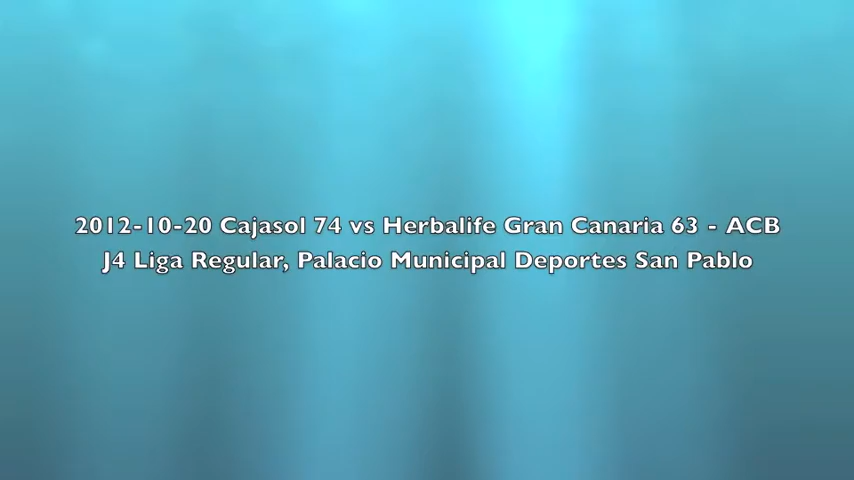 2012-10-20 Cajasol 74 vs Herbalife Gran Canaria 63 - ACB
J4 Liga Regular, Palacio Municipal Deportes San Pablo